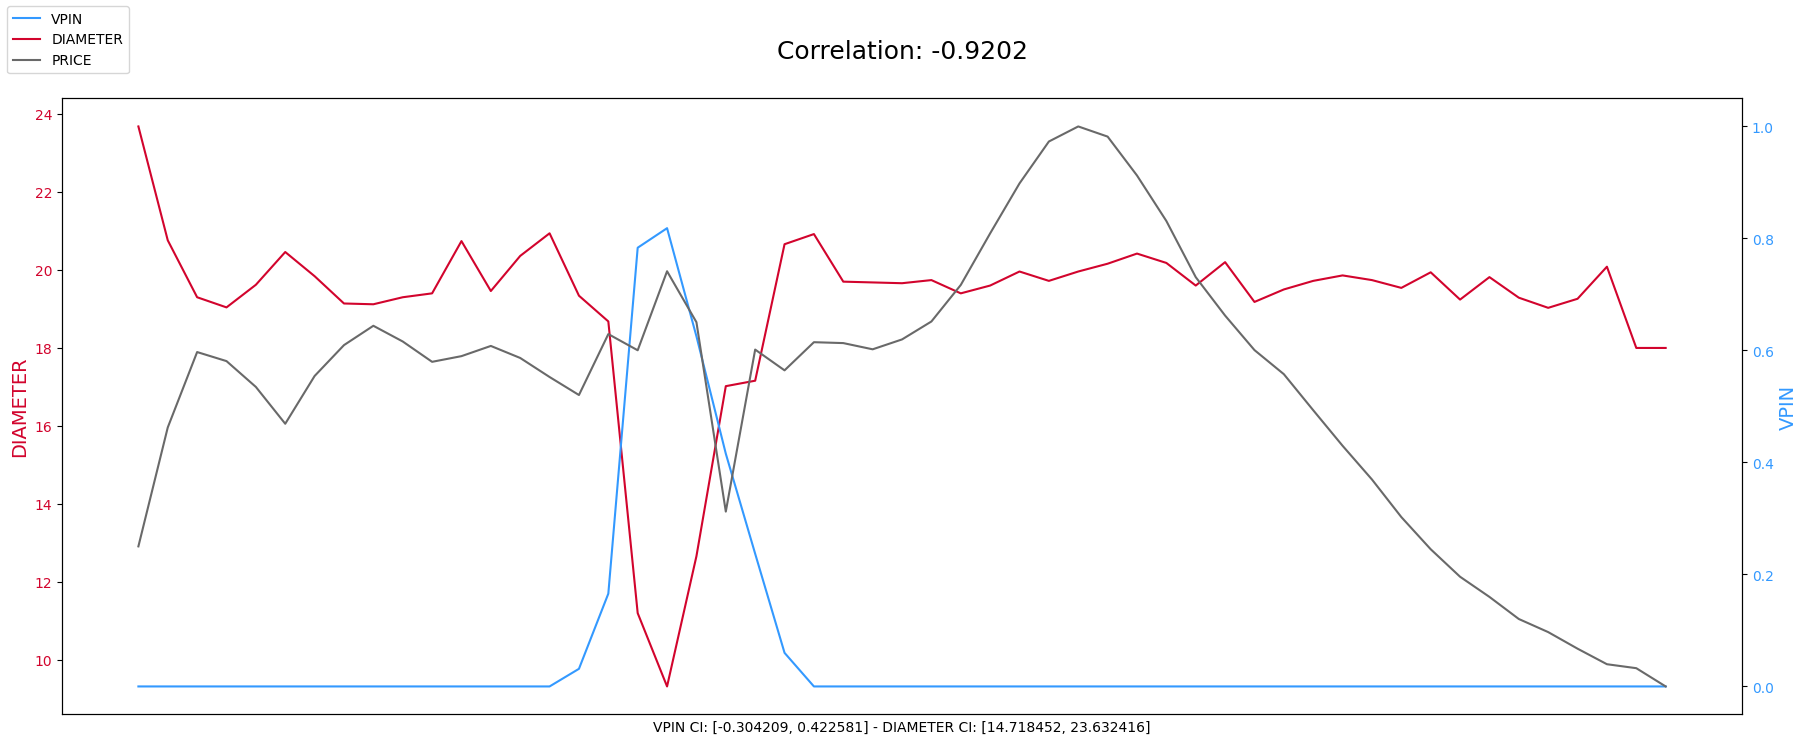 VPIN
DIAMETER
PRICE
Correlation: -0.9202
24
22
20
18
16
14
12
10
DIAMETER
1.0
0.8
0.6
0.4
0.2
0.0
VPIN
VPIN CI: [-0.304209, 0.422581] - DIAMETER CI: [14.718452, 23.632416]